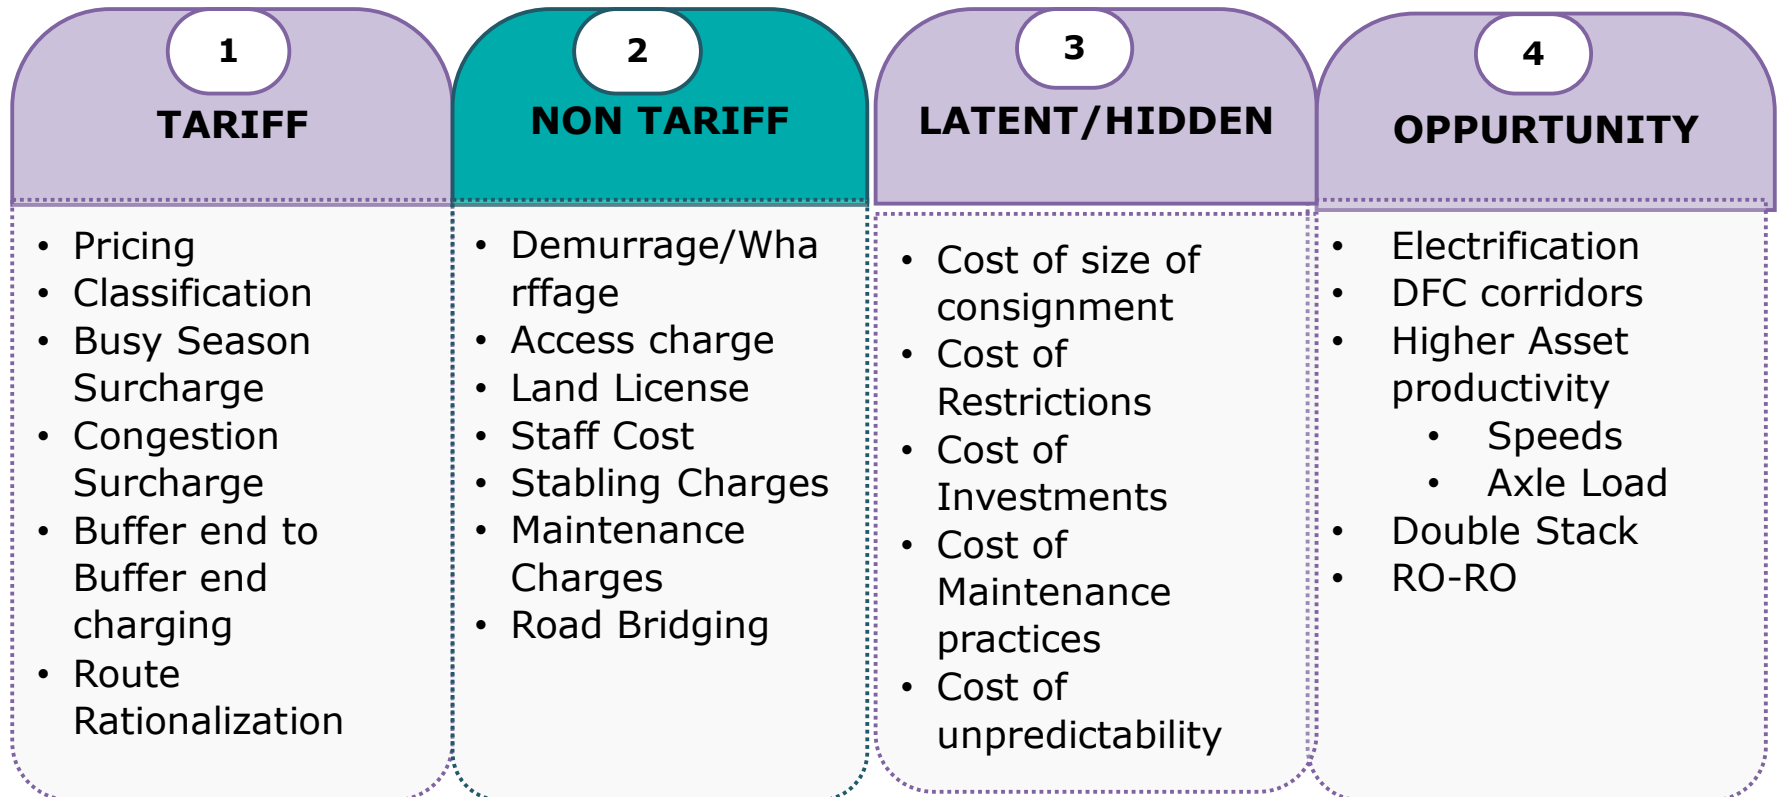 1
TARIFF
• Pricing
• Classification
• Busy Season
Surcharge
• Congestion
Surcharge
• Buffer end to
Buffer end
charging
• Route
Rationalization
2
NON TARIFF
• Demurrage/Wha
rffage
• Access charge
• Land License
• Staff Cost
• Stabling Charges
• Maintenance
Charges
• Road Bridging
3
LATENT/HIDDEN
• Cost of size of
consignment
• Cost of
Restrictions
• Cost of
Investments
• Cost of
Maintenance
practices
• Cost of
unpredictability
4
OPPURTUNITY
• Electrification
• DFC corridors
• Higher Asset
productivity
• Speeds
• Axle Load
• Double Stack
• RO-RO